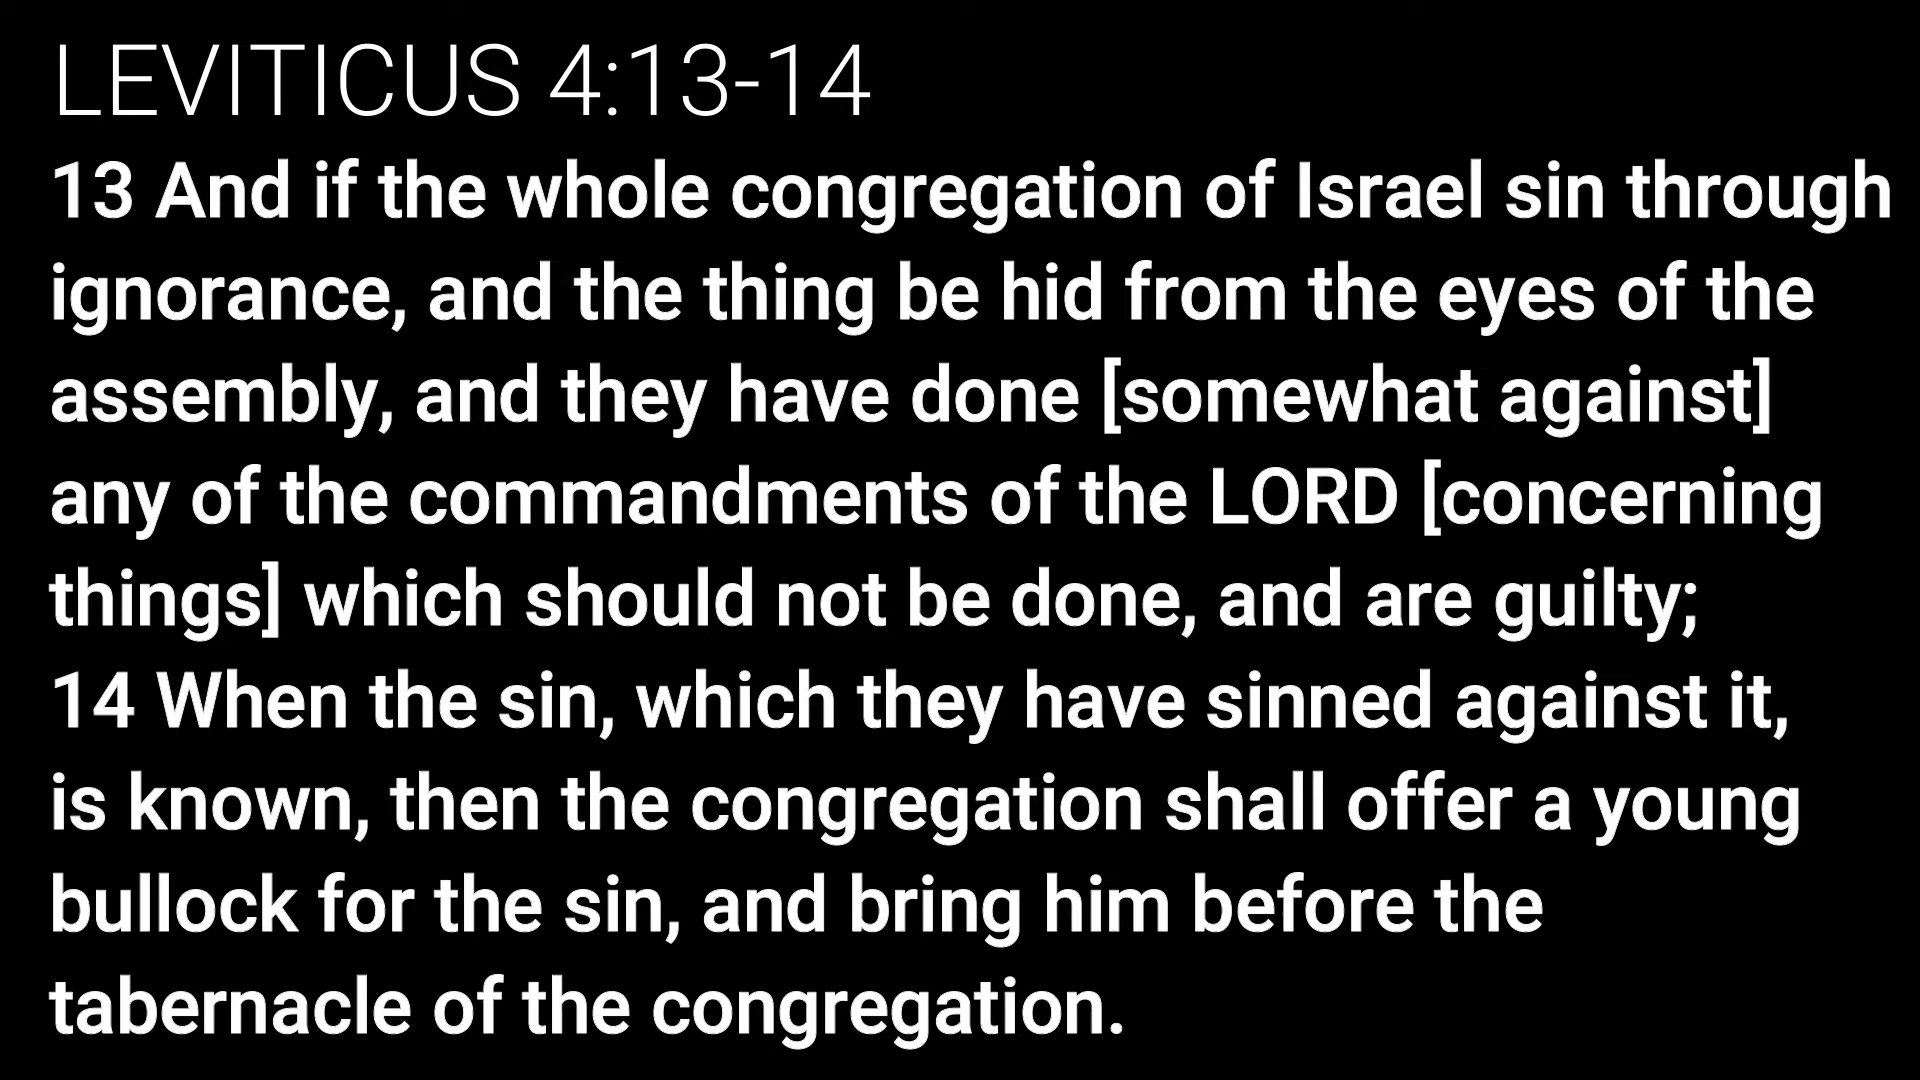 LEVITICUS 4:13-14
13 And if the whole congregation of Israel sin through
ignorance, and the thing be hid from the eyes of the
assembly, and they have done [somewhat against]
any of the commandments of the LORD [concerning
things] which should not be done, and are guilty;
14 When the sin, which they have sinned against it,
is known, then the congregation shall offer a young
bullock for the sin, and bring him before the
tabernacle of the congregation.